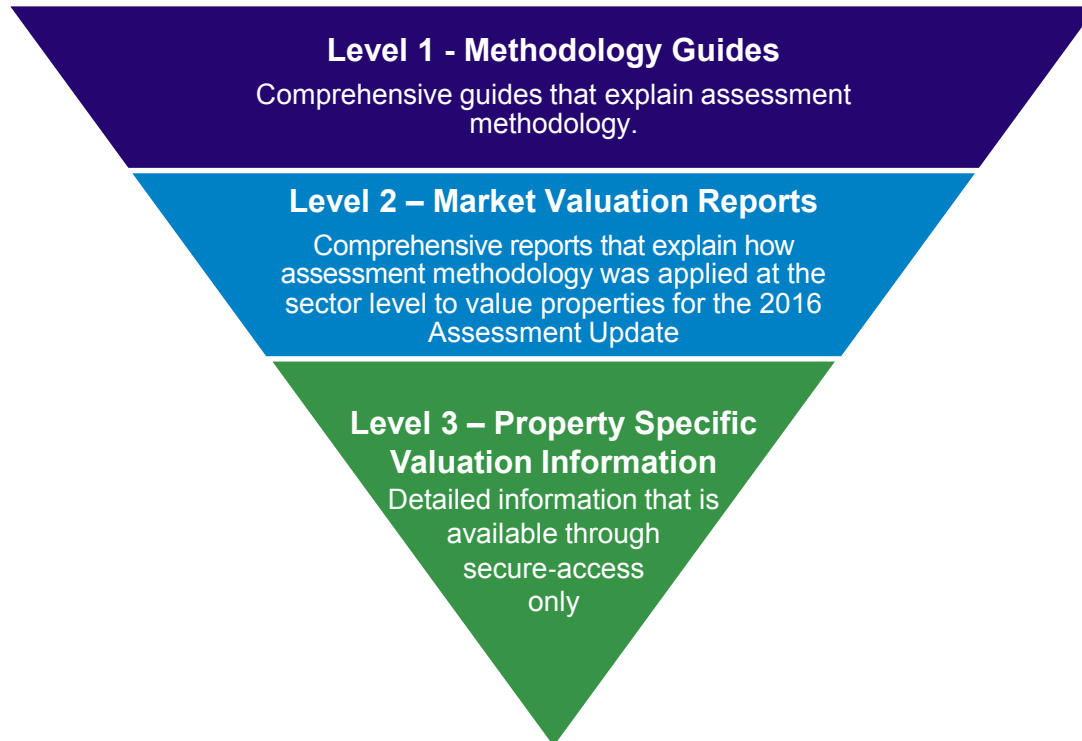 Level 1 - Methodology Guides
Comprehensive guides that explain assessment
methodology.
Level 2 – Market Valuation Reports
Comprehensive reports that explain how
assessment methodology was applied at the
sector level to value properties for the 2016
Assessment Update
Level 3 – Property Specific
Valuation Information
Detailed information that is
available through
secure-access
only